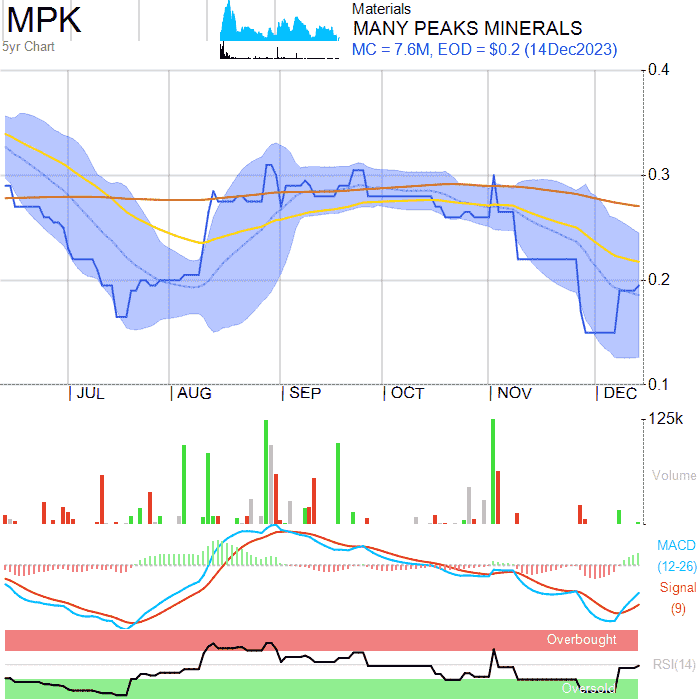 MPK
5yr Chart
Materials
MANY PEAKS MINERALS
MC = 7.6M, EOD = $0.2 (14Dec2023)
0.4
0.3
0.2
0.1
| JUL | AUG | SEP | OCT | NOV | DEC
125k
Volume
MACD
(12-26)
Signal
(9)
Overbought
RSI(14)
Oversold